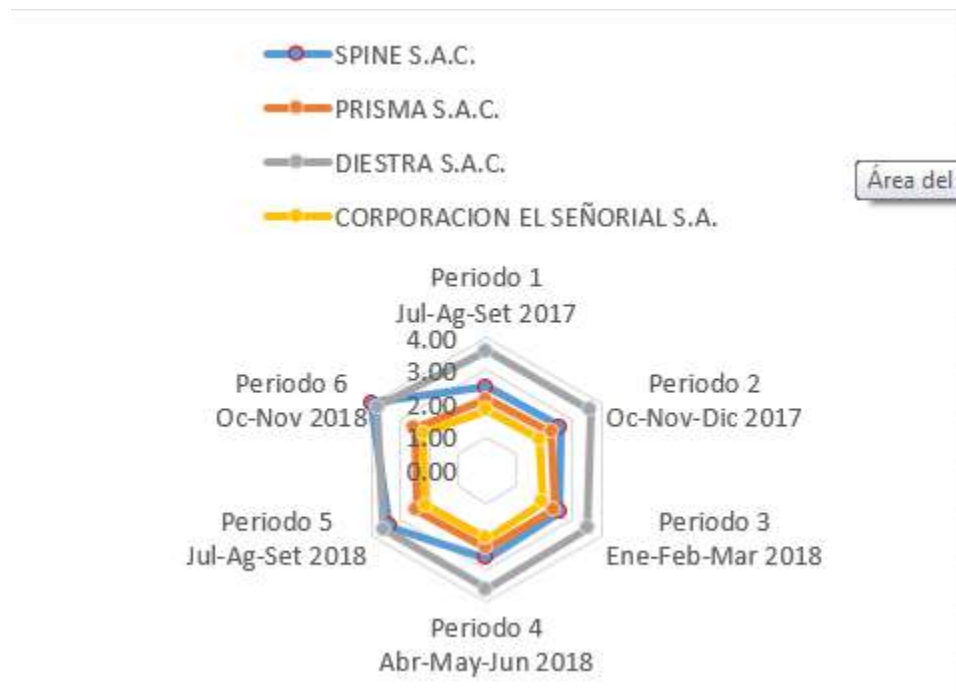 SPINE S.A.C.
PRISMA S.A.C.
DIESTRA S.A.C.
CORPORACION EL SEÑORIAL S.A.
Área del
Periodo 1
Jul-Ag-Set 2017
4.00
3.00
2.00
1.00
0.00
Periodo 2
Oc-Nov-Dic 2017
Periodo 3
Ene-Feb-Mar 2018
Periodo 4
Abr-May-Jun 2018
Periodo 5
Jul-Ag-Set 2018
Periodo 6
Oc-Nov 2018